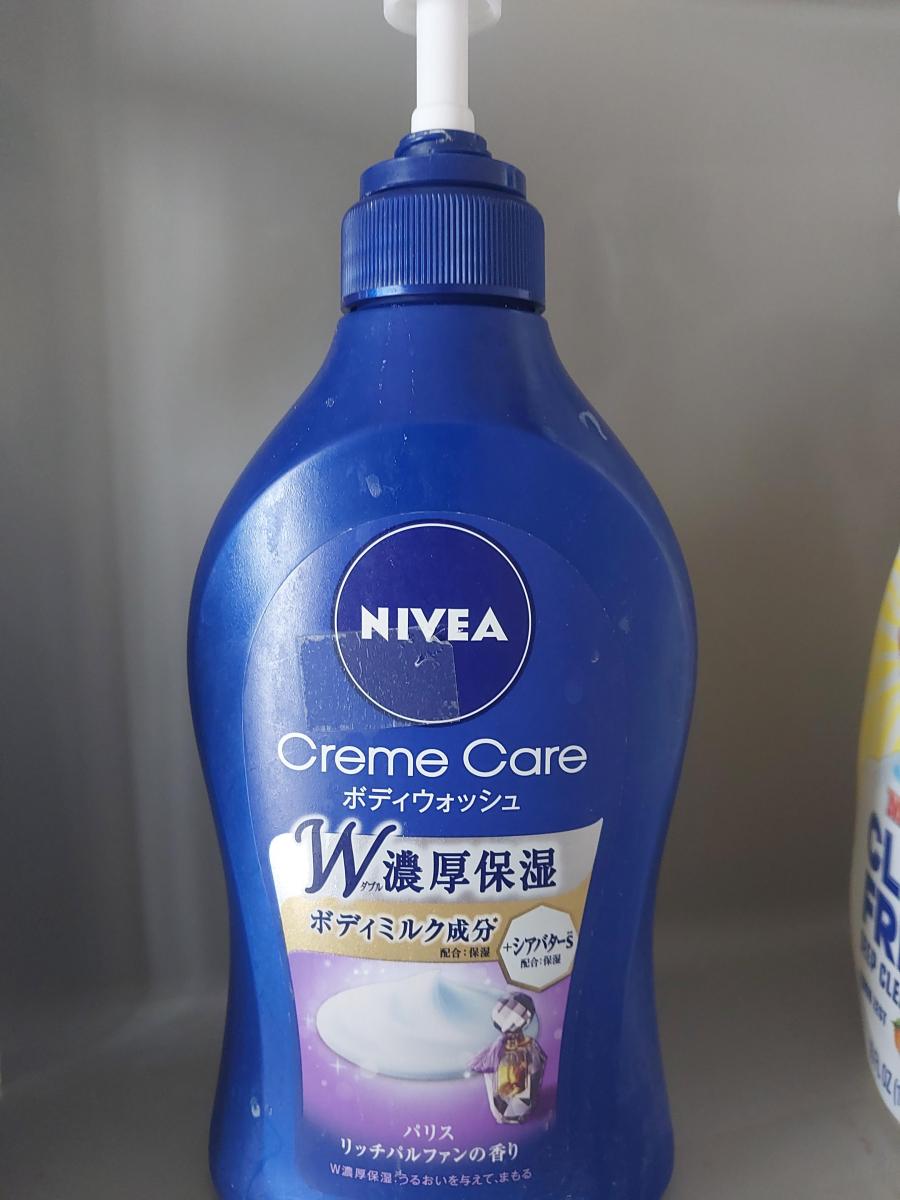 NIVEA
Creme Care
ボディウォッシュ
W濃厚保湿
ダブル
ボディミルク成分*
配合:保湿
+シアバターS
配合:保湿
パリス
リッチパルファンの香り
W濃厚保湿:うるおいを与えて、まもる
CL
FR